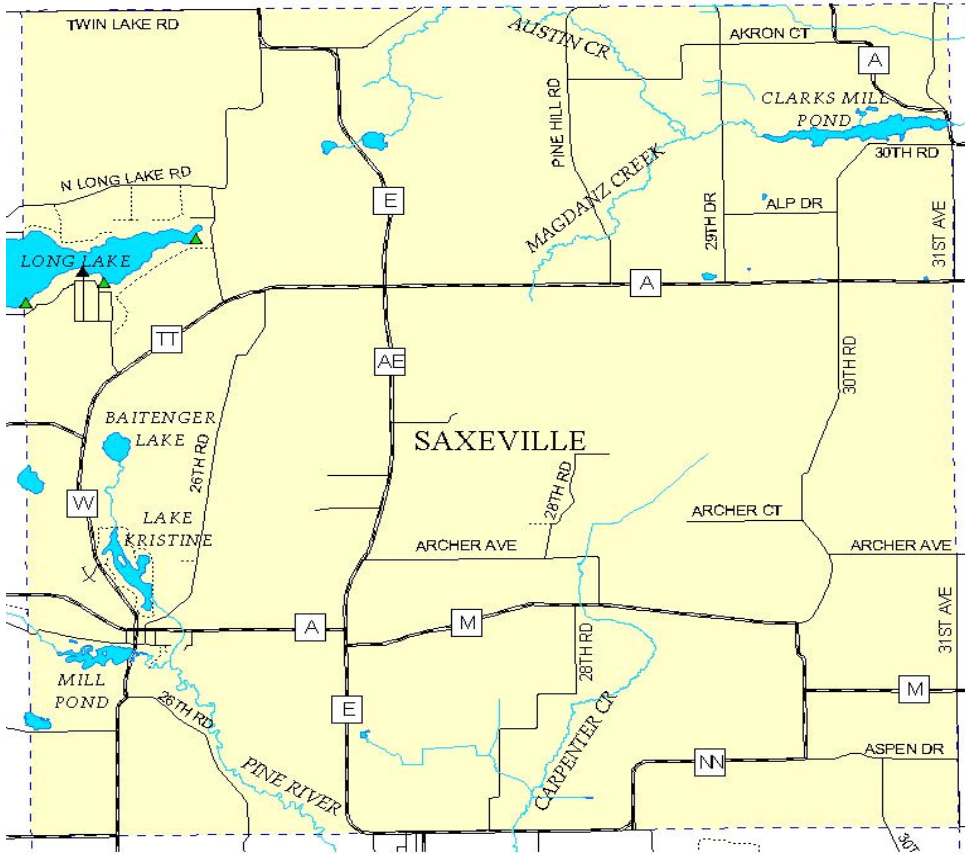 TWIN LAKE RD
AUSTIN CR
AKRON CT
A
CLARKS MILL
POND
PINE HILL RD
30TH RD
N LONG LAKE RD
MAGDANZ CREEK
E
ALP DR
29TH DR
31ST AVE
LONG LAKE
A
TT
AE
30TH RD
BAITENGER
LAKE
SAXEVILLE
26TH RD
28TH RD
W
LAKE
KRISTINE
ARCHER CT
ARCHER AVE
ARCHER AVE
31ST AVE
A
M
28TH RD
MILL
POND
26TH RD
E
M
CARPENTER CR
ASPEN DR
NN
PINE RIVER
30T